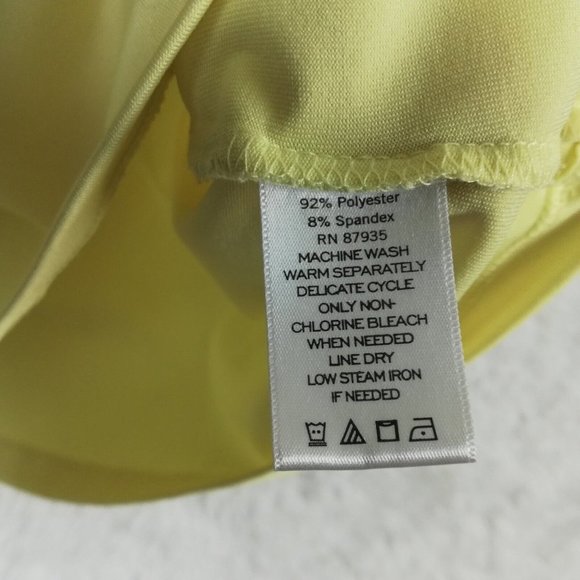 92% Polyester
8% Spandex
RN 87935
MACHINE WASH
WARM SEPARATELY
DELICATE CYCLE
ONLY NON-
CHLORINE BLEACH
WHEN NEEDED
LINE DRY
LOW STEAM IRON
IF NEEDED